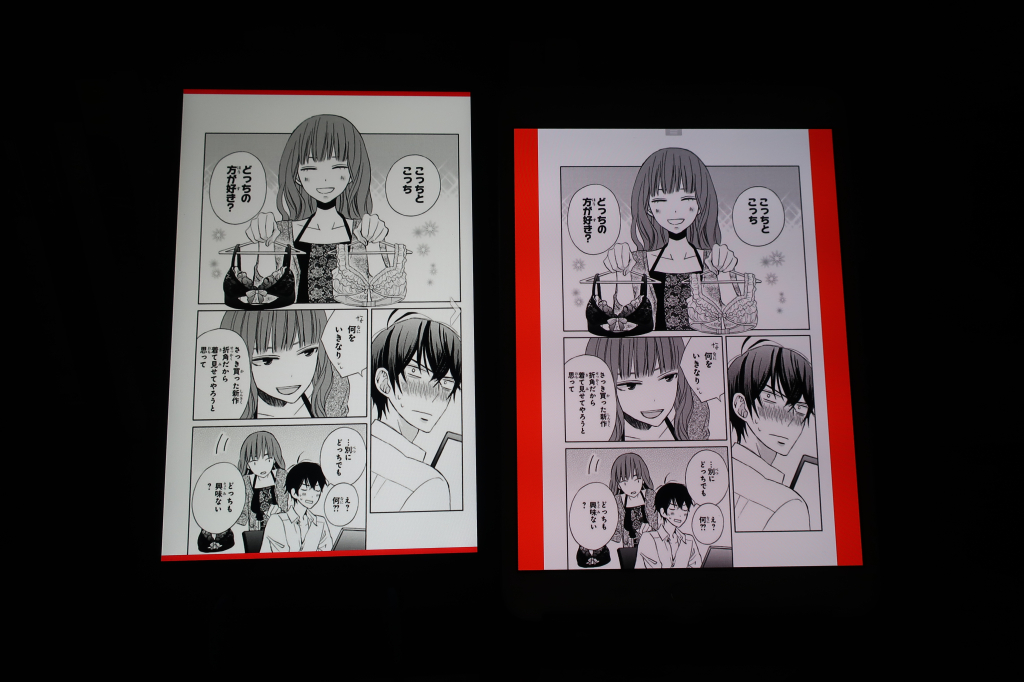 こっちと
こっち
どっちの
方が好き?
な
何を
いきなり…
さっき買った新作
折角だから
着て見せてやろうと
思って
…別に
どっちでも
え?
何??
どっちも
興味ない
?
こっちと
こっち
どっちの
方が好き?
な
何を
いきなり…
さっき買った新作
折角だから
着て見せてやろうと
思って
…別に
どっちでも
え?
何??
どっちも
興味ない
?